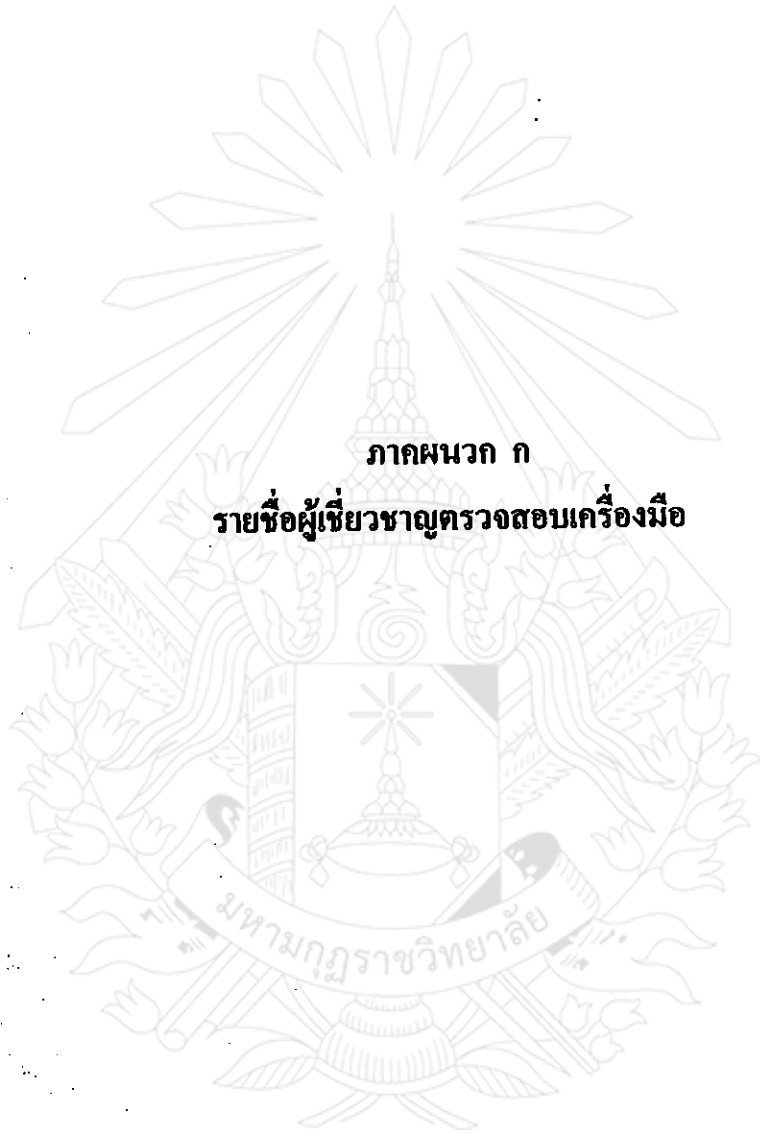 ภาคผนวก ก
รายชื่อผู้เชี่ยวชาญตรวจสอบเครื่องมือ
มหามกุฏราชวิทยาลัย